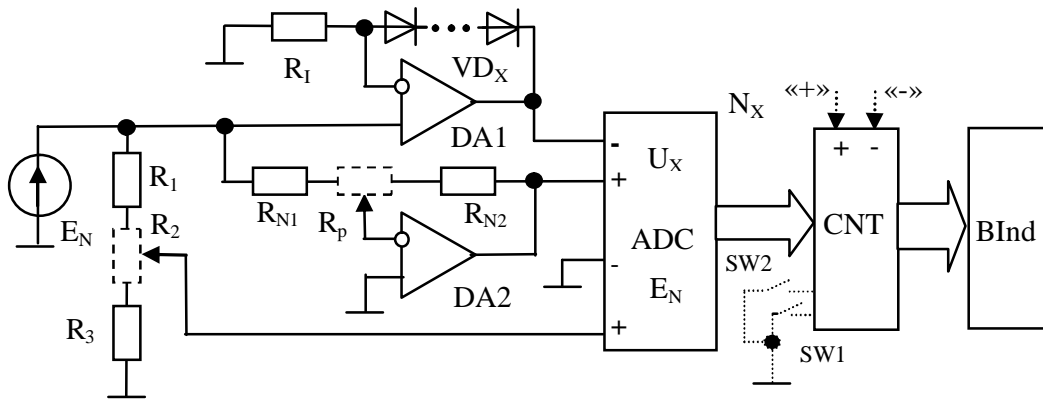 «+» «-»
R_I
VD_X
N_X
DA1
-
+ -
U_X
R_1
+
R_N1
R_p
R_N2
E_N
R_2
ADC
CNT
BInd
-
SW2
DA2
E_N
R_3
+
SW1